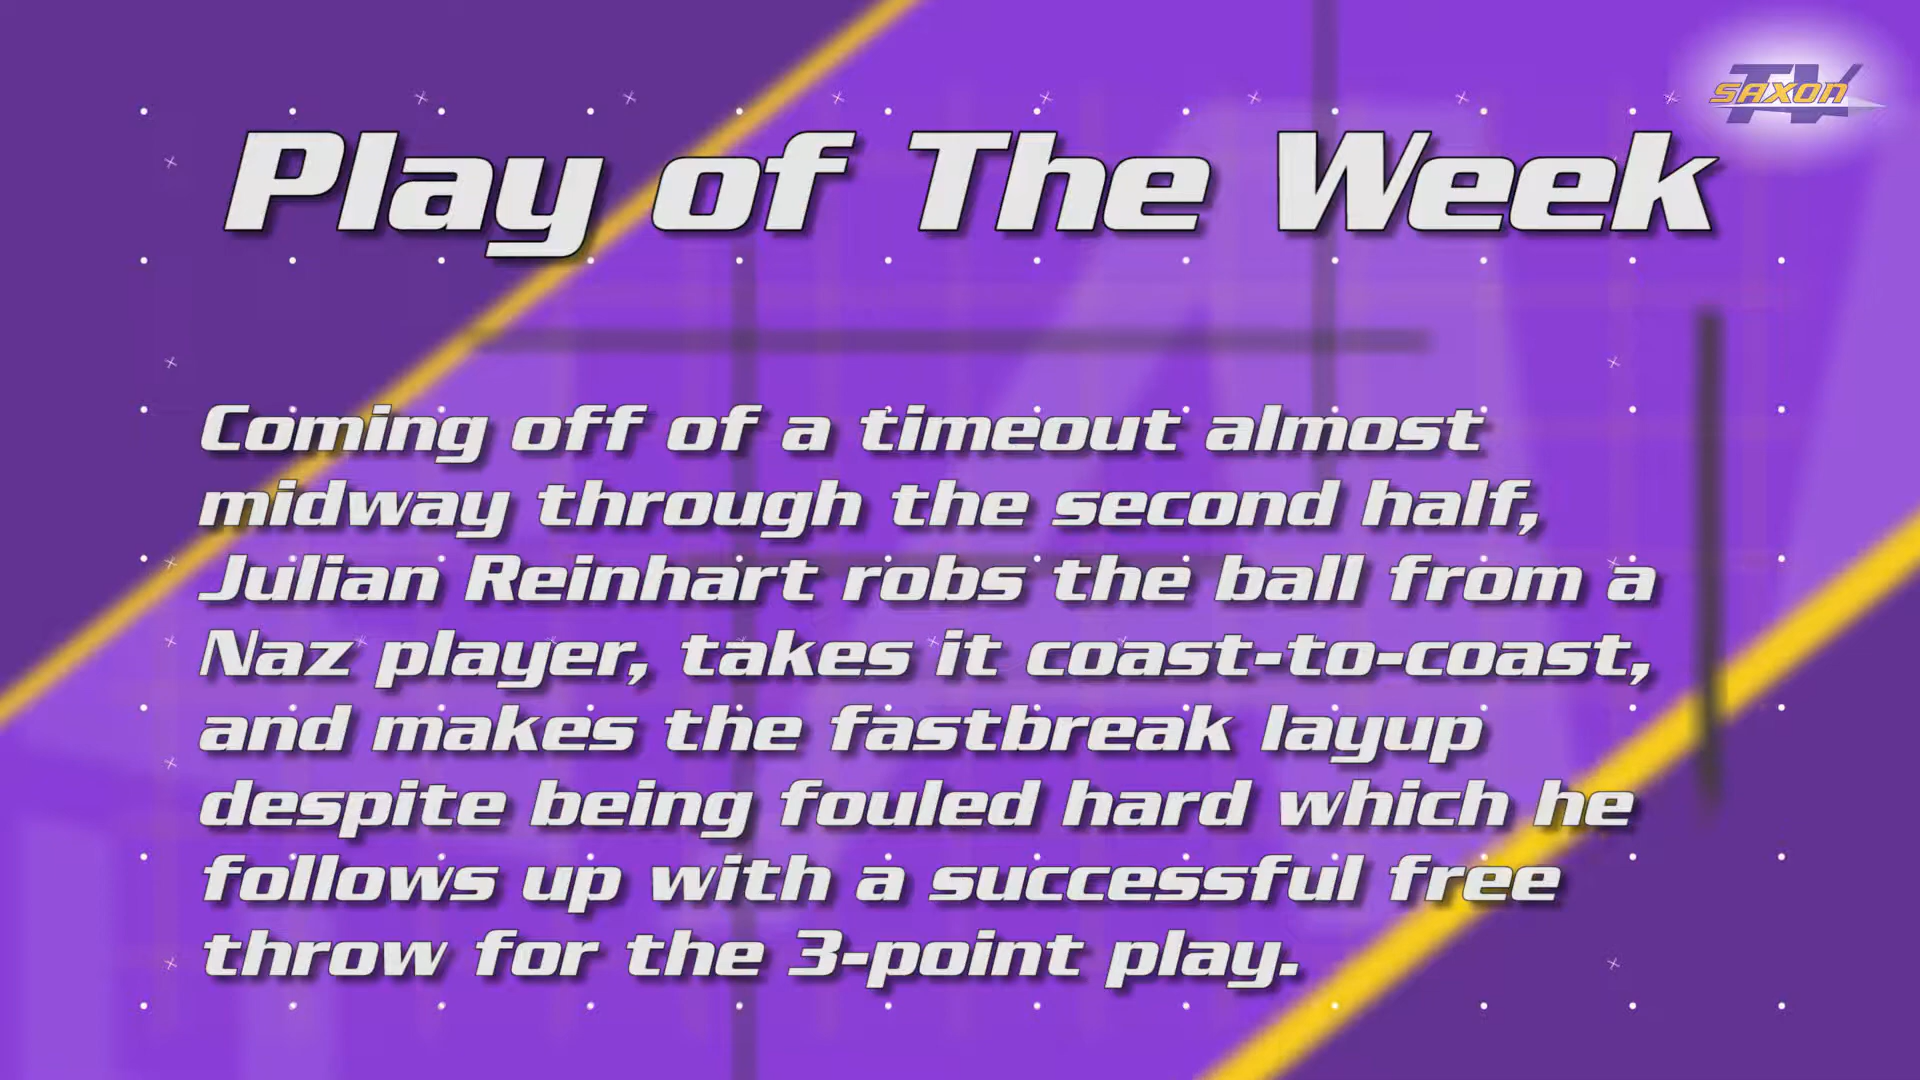 SAXON TV
Play of The Week
Coming off of a timeout almost
midway through the second half,
Julian Reinhart robs the ball from a
Naz player, takes it coast-to-coast,
and makes the fastbreak layup
despite being fouled hard which he
follows up with a successful free
throw for the 3-point play.